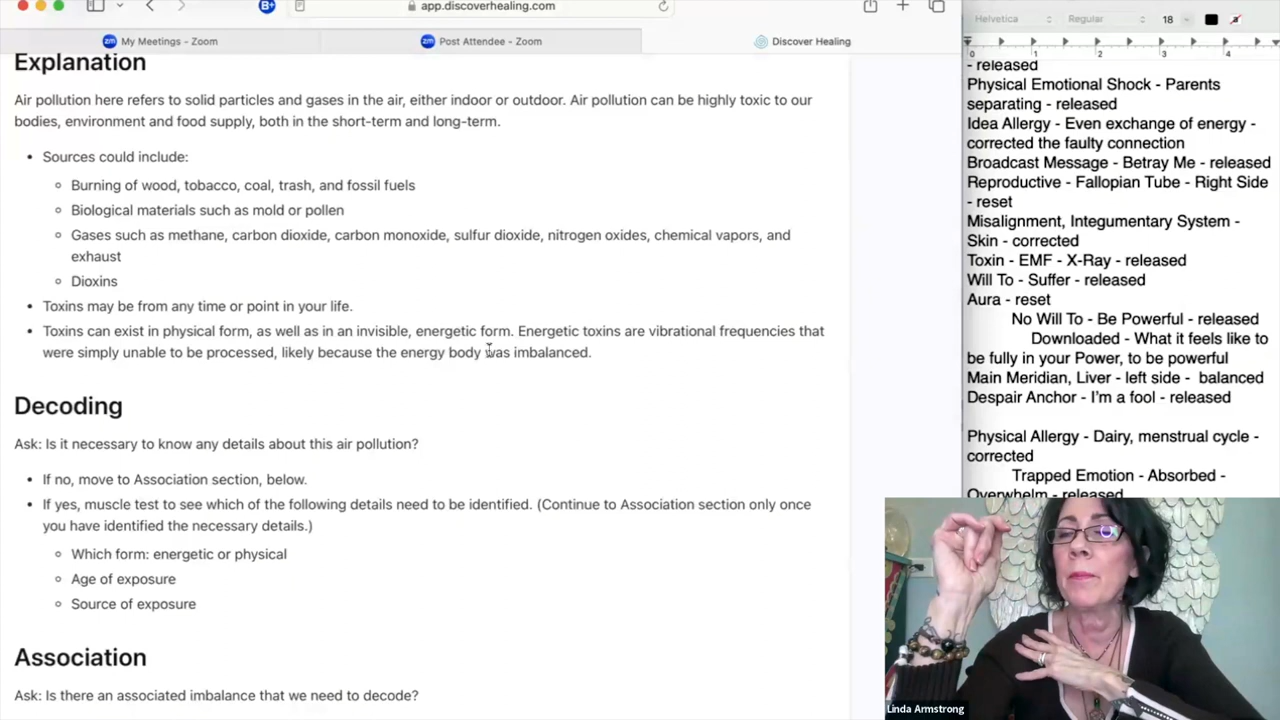 app.discoverhealing.com
My Meetings - Zoom
Post Attendee - Zoom
Discover Healing
Explanation
Air pollution here refers to solid particles and gases in the air, either indoor or outdoor. Air pollution can be highly toxic to our
bodies, environment and food supply, both in the short-term and long-term.
• Sources could include:
Burning of wood, tobacco, coal, trash, and fossil fuels
Biological materials such as mold or pollen
Gases such as methane, carbon dioxide, carbon monoxide, sulfur dioxide, nitrogen oxides, chemical vapors, and
exhaust
Dioxins
• Toxins may be from any time or point in your life.
• Toxins can exist in physical form, as well as in an invisible, energetic form. Energetic toxins are vibrational frequencies that
were simply unable to be processed, likely because the energy body was imbalanced.
Decoding
Ask: Is it necessary to know any details about this air pollution?
• If no, move to Association section, below.
• If yes, muscle test to see which of the following details need to be identified. (Continue to Association section only once
you have identified the necessary details.)
Which form: energetic or physical
Age of exposure
Source of exposure
Association
Ask: Is there an associated imbalance that we need to decode?
Helvetica Regular 18
0 1 2 3 4
- released
Physical Emotional Shock - Parents
separating - released
Idea Allergy - Even exchange of energy -
corrected the faulty connection
Broadcast Message - Betray Me - released
Reproductive - Fallopian Tube - Right Side
- reset
Misalignment, Integumentary System -
Skin - corrected
Toxin - EMF - X-Ray - released
Will To - Suffer - released
Aura - reset
No Will To - Be Powerful - released
Downloaded - What it feels like to
be fully in your Power, to be powerful
Main Meridian, Liver - left side - balanced
Despair Anchor - I'm a fool - released
Physical Allergy - Dairy, menstrual cycle -
corrected
Trapped Emotion - Absorbed -
Overwhelm - released
Linda Armstrong